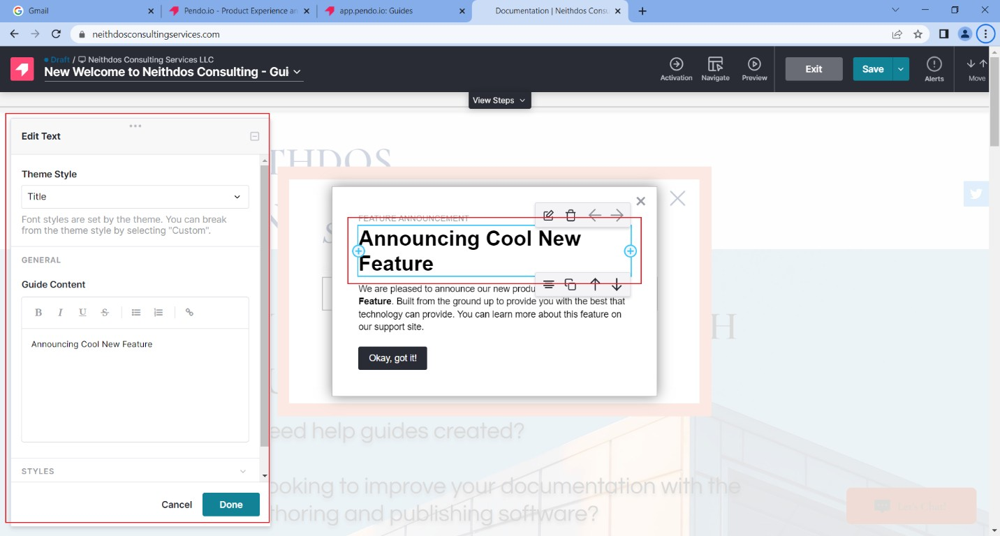 Gmail
Pendo.io - Product Experience an
app.pendo.io: Guides
Documentation | Neithdos Consu
neithdosconsultingservices.com
Draft / Neithdos Consulting Services LLC
New Welcome to Neithdos Consulting - Gui
Activation
Navigate
Preview
Exit
Save
Alerts
Move
View Steps
Edit Text
Theme Style
Title
Font styles are set by the theme. You can break
from the theme style by selecting "Custom".
GENERAL
Guide Content
B I U S
Announcing Cool New Feature
STYLES
Cancel
Done
THDOS
FEATURE ANNOUNCEMENT
Announcing Cool New
Feature
We are pleased to announce our new produ
Feature. Built from the ground up to provide you with the best that
technology can provide. You can learn more about this feature on
our support site.
Okay, got it!
H
eed help guides created?
ooking to improve your documentation with the
thoring and publishing software?